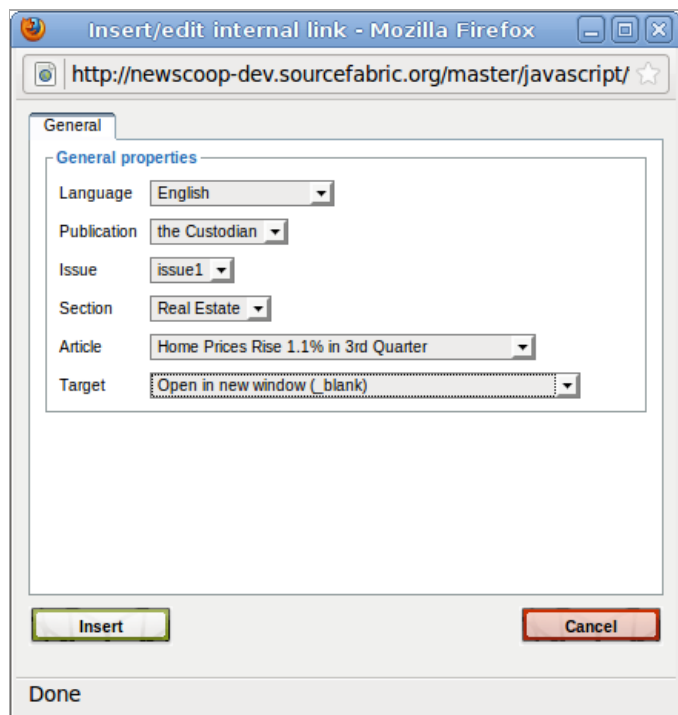 Insert/edit internal link - Mozilla Firefox
http://newscoop-dev.sourcefabric.org/master/javascript/
General
General properties
Language English
Publication the Custodian
Issue issue1
Section Real Estate
Article Home Prices Rise 1.1% in 3rd Quarter
Target Open in new window (_blank)
Insert Cancel
Done